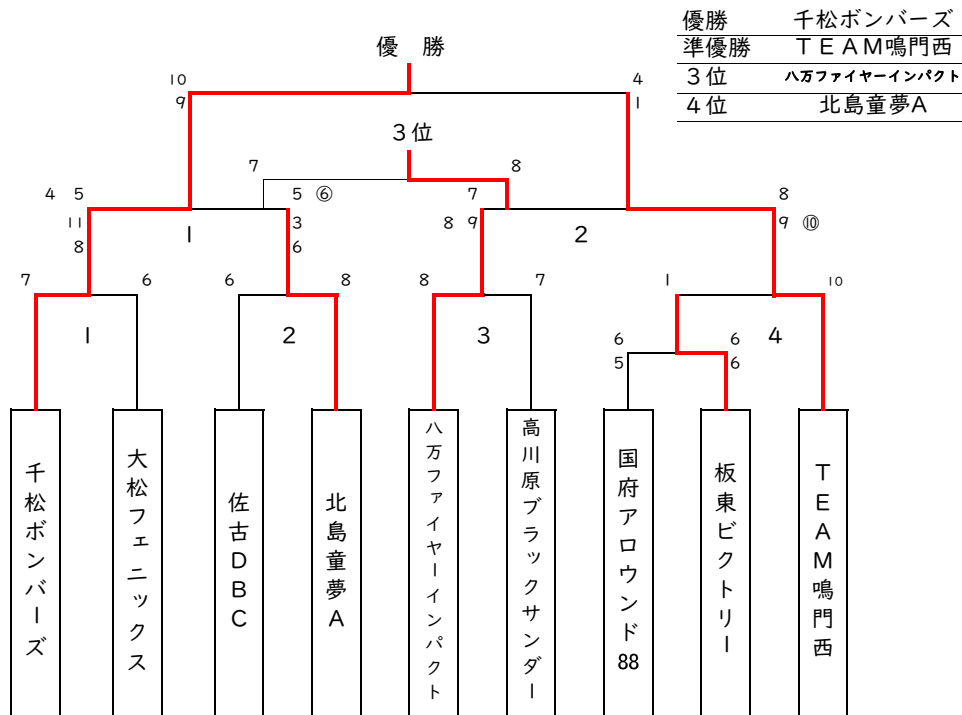 優勝 千松ボンバーズ
準優勝 TEAM鳴門西
3位 八万ファイヤーインパクト
4位 北島童夢A
優 勝
10 4
9 1
3位
7 8
4 5 5 ⑥ 7 8
11 3 8 9 9 ⑩
8 6
1 2
7 6 6 8 8 7 1 10
1 2 3 4
6 6
5 6
千松ボンバーズ
大松フェニックス
佐古DBC
北島童夢A
八万ファイヤーインパクト
高川原ブラックサンダー
国府アロウンド88
板東ビクトリー
TEAM鳴門西